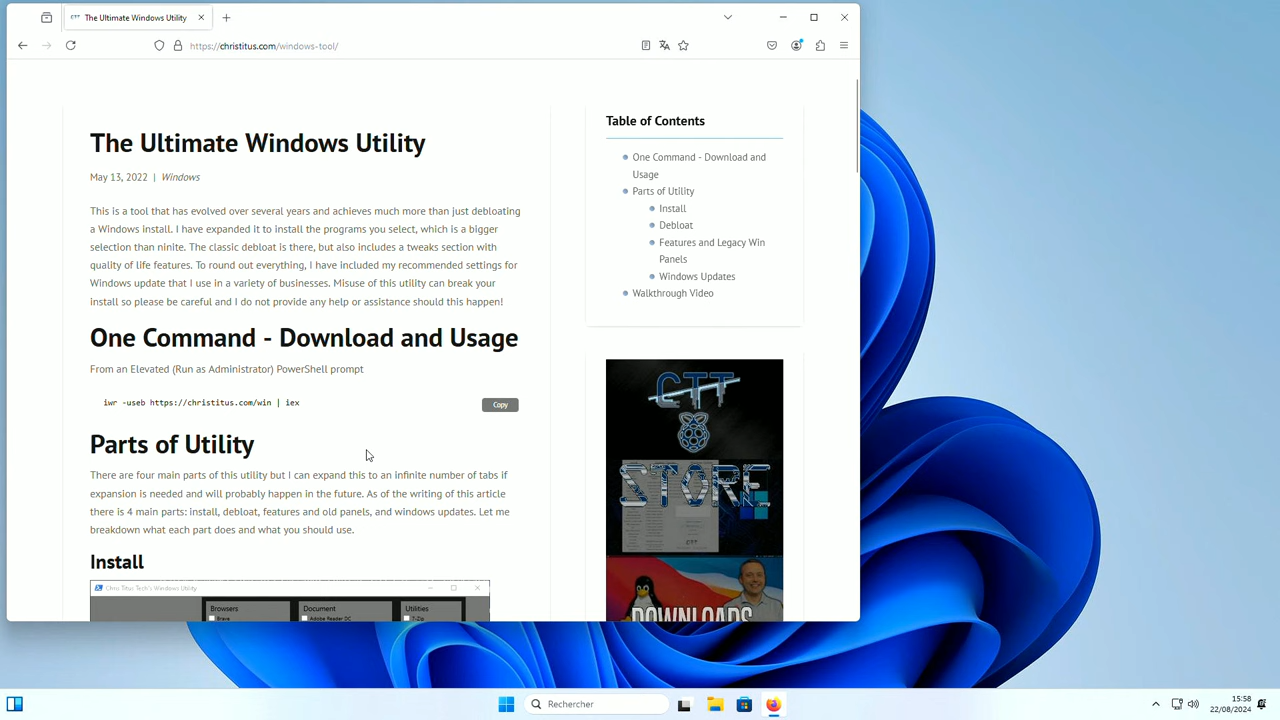 The Ultimate Windows Utility
https://christitus.com/windows-tool/
The Ultimate Windows Utility
May 13, 2022 | Windows
This is a tool that has evolved over several years and achieves much more than just debloating
a Windows install. I have expanded it to install the programs you select, which is a bigger
selection than ninite. The classic debloat is there, but also includes a tweaks section with
quality of life features. To round out everything, I have included my recommended settings for
Windows update that I use in a variety of businesses. Misuse of this utility can break your
install so please be careful and I do not provide any help or assistance should this happen!
One Command - Download and Usage
From an Elevated (Run as Administrator) PowerShell prompt
iwr -useb https://christitus.com/win | iex
Copy
Parts of Utility
There are four main parts of this utility but I can expand this to an infinite number of tabs if
expansion is needed and will probably happen in the future. As of the writing of this article
there is 4 main parts: install, debloat, features and old panels, and windows updates. Let me
breakdown what each part does and what you should use.
Install
Chris Titus Tech's Windows Utility
Browsers
Document
Utilities
Brave
Adobe Reader DC
7-Zip
Table of Contents
One Command - Download and
Usage
Parts of Utility
Install
Debloat
Features and Legacy Win
Panels
Windows Updates
Walkthrough Video
CTT
STORE
CTT
DOWNLOADS
Rechercher
15:58
22/08/2024